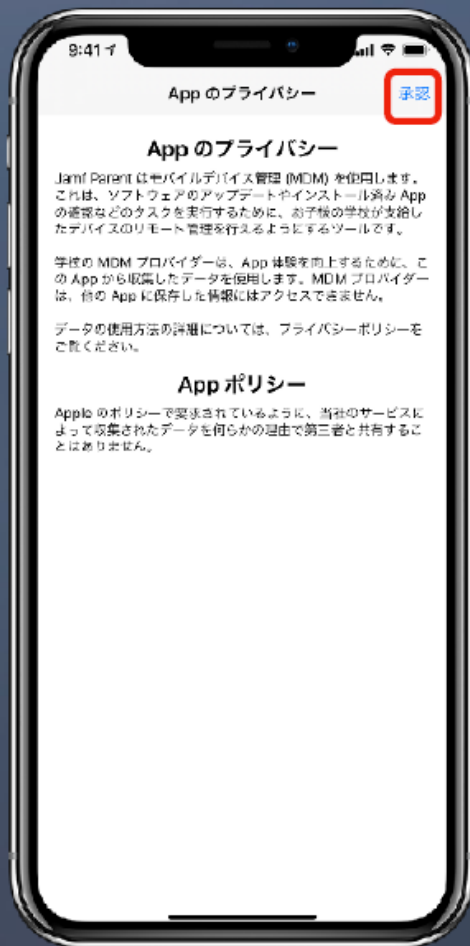 9:41
App のプライバシー
承認
App のプライバシー
Jamf Parent はモバイルデバイス管理 (MDM) を使用します。
これは、ソフトウェアのアップデートやインストール済み App
の確認などのタスクを実行するために、お子様の学校が支給し
たデバイスのリモート管理を行えるようにするツールです。
学校の MDM プロバイダーは、App 体験を向上するために、こ
の App から収集したデータを使用します。MDM プロバイダー
は、他の App に保存した情報にはアクセスできません。
データの使用方法の詳細については、プライバシーポリシーを
ご覧ください。
App ポリシー
Apple のポリシーで要求されているように、当社のサービスに
よって収集されたデータを何らかの理由で第三者と共有するこ
とはありません。